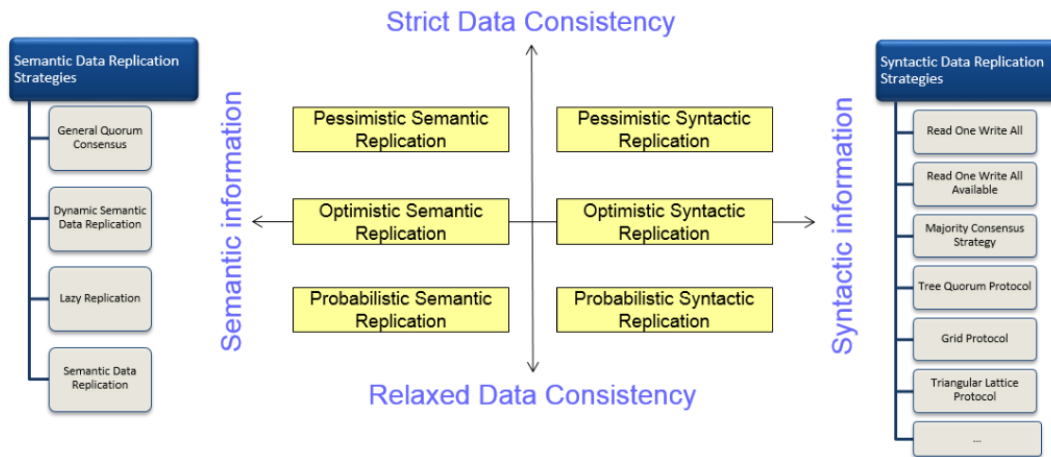 Strict Data Consistency
Semantic Data Replication
Strategies
General Quorum
Consensus
Dynamic Semantic
Data Replication
Lazy Replication
Semantic Data
Replication
Semantic information
Pessimistic Semantic
Replication
Pessimistic Syntactic
Replication
Optimistic Semantic
Replication
Optimistic Syntactic
Replication
Probabilistic Semantic
Replication
Probabilistic Syntactic
Replication
Relaxed Data Consistency
Syntactic information
Syntactic Data Replication
Strategies
Read One Write All
Read One Write All
Available
Majority Consensus
Strategy
Tree Quorum Protocol
Grid Protocol
Triangular Lattice
Protocol
...